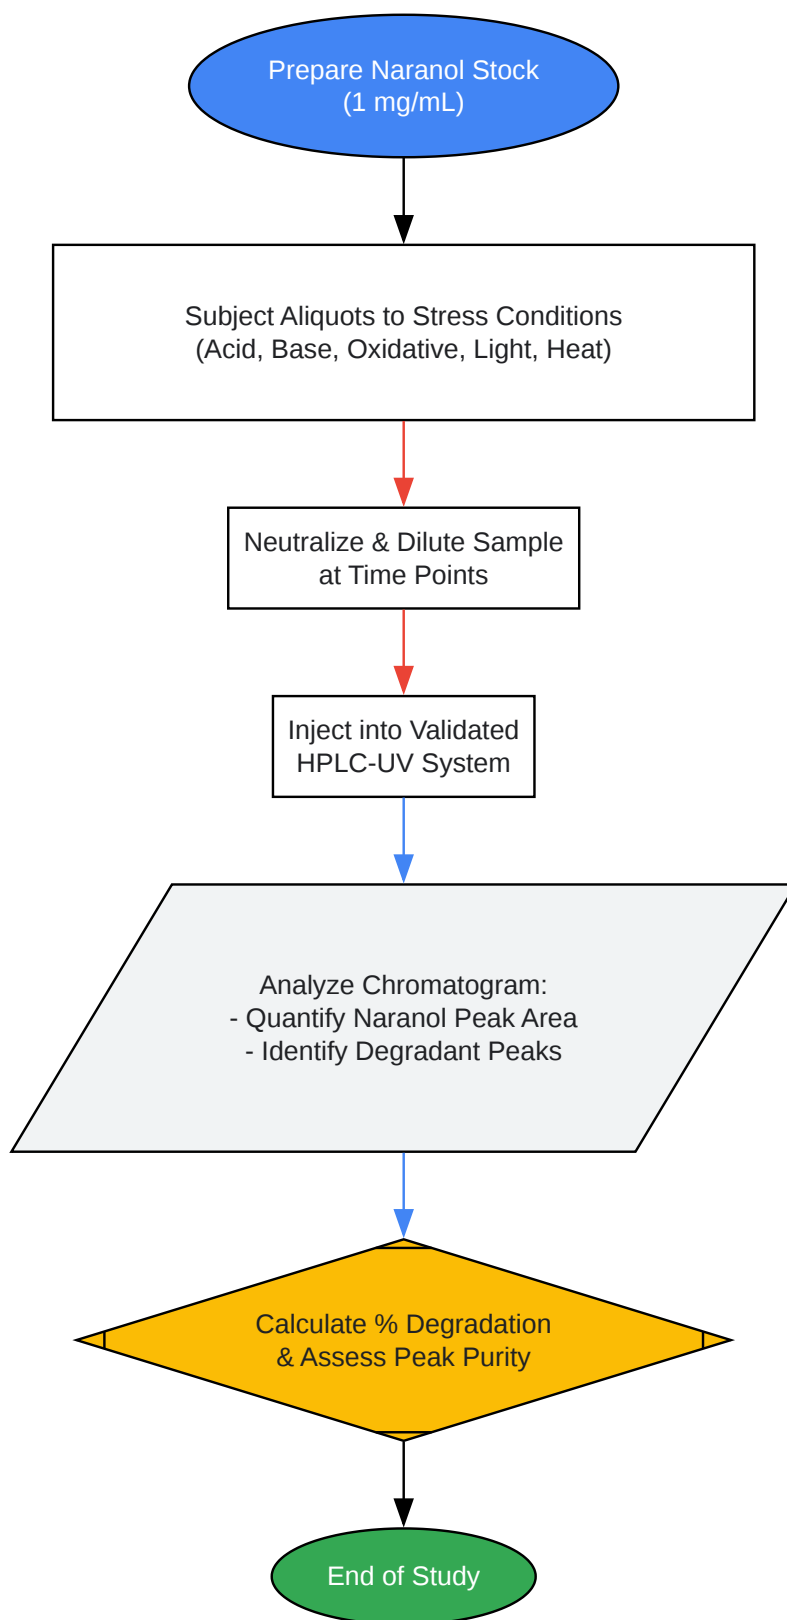 Prepare Naranol Stock
(1 mg/mL)
Subject Aliquots to Stress Conditions
(Acid, Base, Oxidative, Light, Heat)
Neutralize & Dilute Sample
at Time Points
Inject into Validated
HPLC-UV System
Analyze Chromatogram:
- Quantify Naranol Peak Area
- Identify Degradant Peaks
Calculate % Degradation
& Assess Peak Purity
End of Study